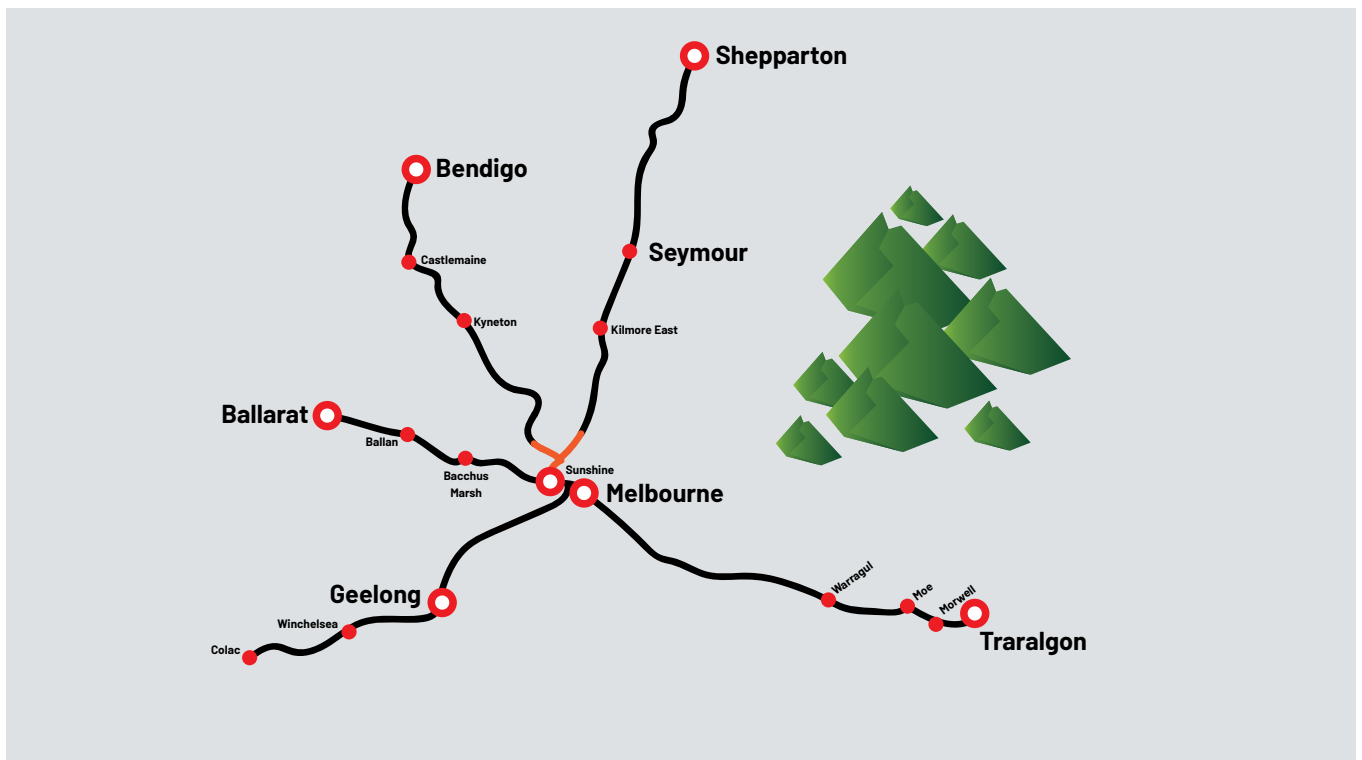 Shepparton
Bendigo
Seymour
Castlemaine
Kyneton
Kilmore East
Ballarat
Ballan
Bacchus
Marsh
Sunshine
Melbourne
Warragul
Moe
Morwell
Geelong
Winchelsea
Traralgon
Colac